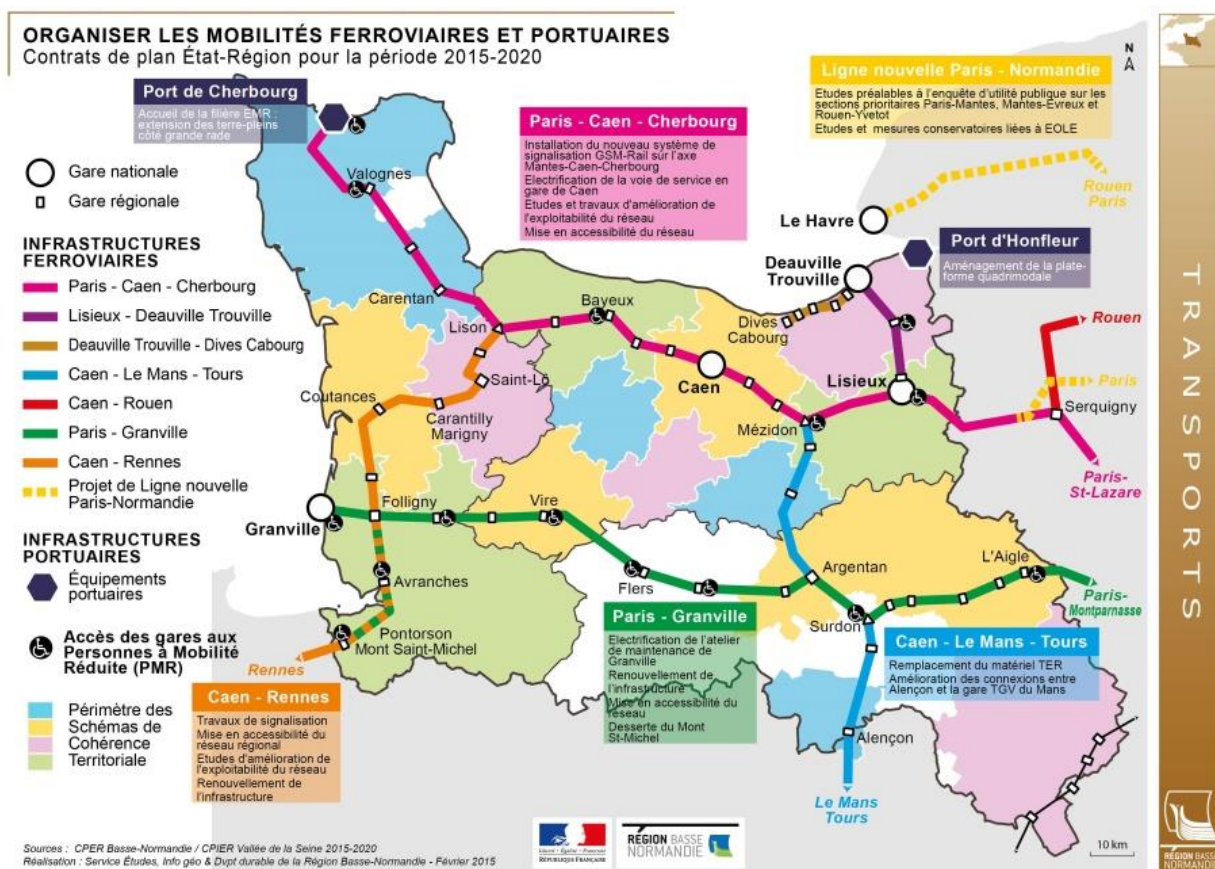 ORGANISER LES MOBILITÉS FERROVIAIRES ET PORTUAIRES
Contrats de plan État-Région pour la période 2015-2020
N
Port de Cherbourg
Accueil de la filière EMR :
extension des terre-pleins
côté grande rade
Paris - Caen - Cherbourg
Installation du nouveau système de
signalisation GSM-Rail sur l'axe
Mantes-Caen-Cherbourg
Electrification de la voie de service en
gare de Caen
Etudes et travaux d'amélioration de
l'exploitabilité du réseau
Mise en accessibilité du réseau
Ligne nouvelle Paris - Normandie
Etudes préalables à l'enquête d'utilité publique sur les
sections prioritaires Paris-Mantes, Mantes-Evreux et
Rouen-Yvetot
Etudes et mesures conservatoires liées à EOLE
Gare nationale
Gare régionale
INFRASTRUCTURES
FERROVIAIRES
Paris - Caen - Cherbourg
Lisieux - Deauville Trouville
Deauville Trouville - Dives Cabourg
Caen - Le Mans - Tours
Caen - Rouen
Paris - Granville
Caen - Rennes
Projet de Ligne nouvelle
Paris-Normandie
INFRASTRUCTURES
PORTUAIRES
Équipements
portuaires
Accès des gares aux
Personnes à Mobilité
Réduite (PMR)
Périmètre des
Schémas de
Cohérence
Territoriale
Valognes
Carentan
Lison
Bayeux
Saint-Lô
Coutances
Carantilly
Marigny
Caen
Le Havre
Rouen
Paris
Deauville
Trouville
Port d'Honfleur
Aménagement de la plate-
forme quadrimodale
Dives
Cabourg
Lisieux
Mézidon
Rouen
Paris
Serquigny
Paris-
St-Lazare
Granville
Folligny
Vire
Avranches
Flers
Argentan
L'Aigle
Paris-
Montparnasse
Surdon
Pontorson
Mont Saint-Michel
Rennes
Alençon
Le Mans
Tours
Caen - Rennes
Travaux de signalisation
Mise en accessibilité du
réseau régional
Etudes d'amélioration de
l'exploitabilité du réseau
Renouvellement de
l'infrastructure
Paris - Granville
Electrification de l'atelier
de maintenance de
Granville
Renouvellement de
l'infrastructure
Mise en accessibilité du
réseau
Desserte du Mont
St-Michel
Caen - Le Mans - Tours
Remplacement du matériel TER
Amélioration des connexions entre
Alençon et la gare TGV du Mans
Sources : CPER Basse-Normandie / CPIER Vallée de la Seine 2015-2020
Réalisation : Service Études, Info géo & Dvpt durable de la Région Basse-Normandie - Février 2015
Liberté • Égalité • Fraternité
RÉPUBLIQUE FRANÇAISE
RÉGION BASSE
NORMANDIE
10 km
TRANSPORTS
RÉGION BASSE
NORMANDIE